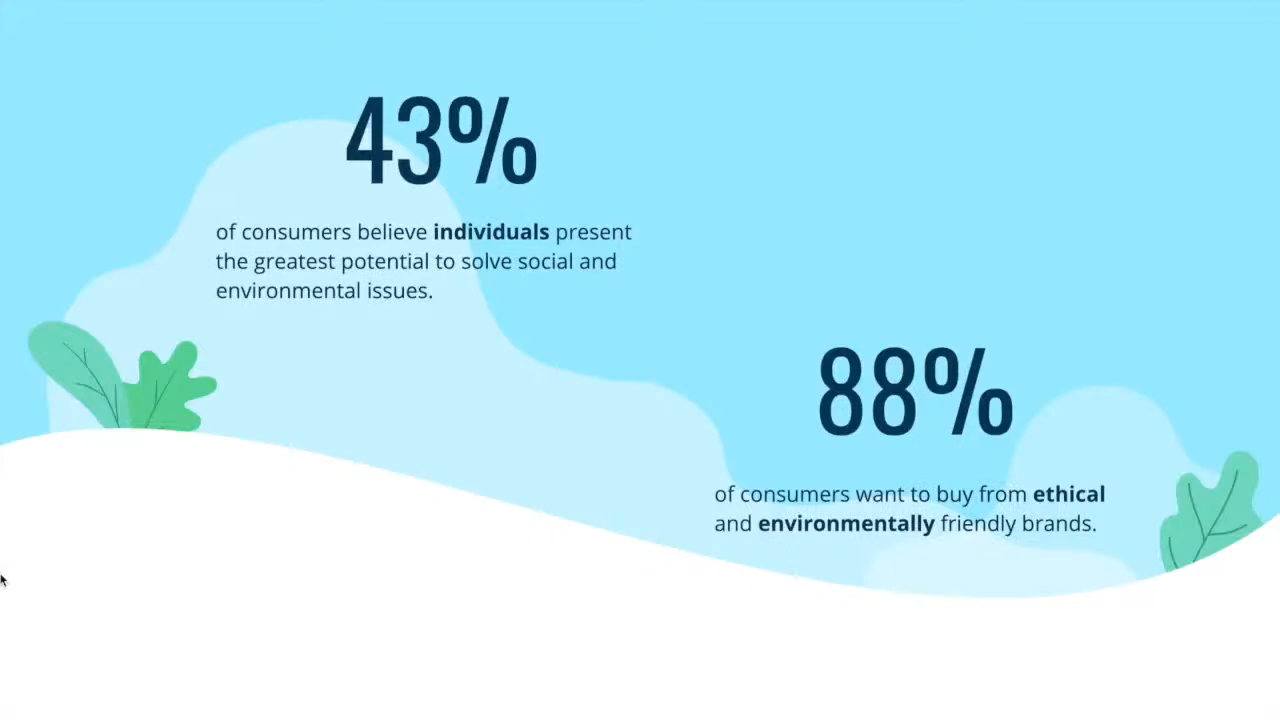 43%
of consumers believe individuals present
the greatest potential to solve social and
environmental issues.
88%
of consumers want to buy from ethical
and environmentally friendly brands.